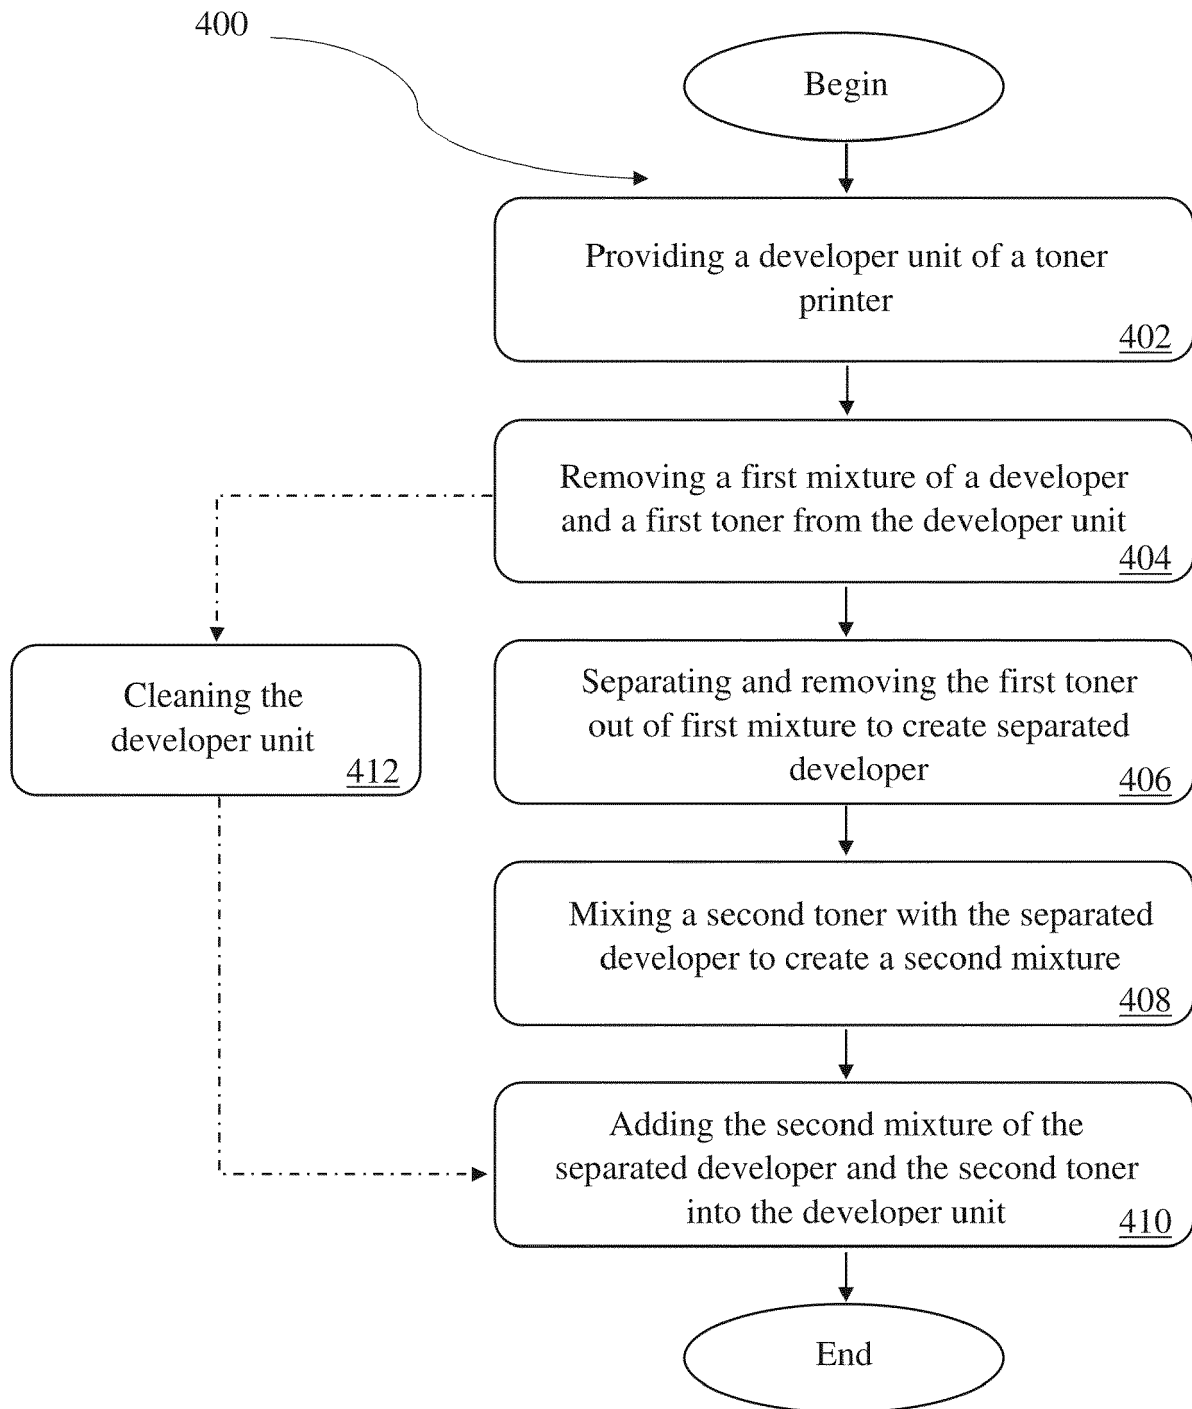 400
Begin
Providing a developer unit of a toner
printer
402
Removing a first mixture of a developer
and a first toner from the developer unit
404
Separating and removing the first toner
out of first mixture to create separated
developer
406
Cleaning the
developer unit
412
Mixing a second toner with the separated
developer to create a second mixture
408
Adding the second mixture of the
separated developer and the second toner
into the developer unit
410
End